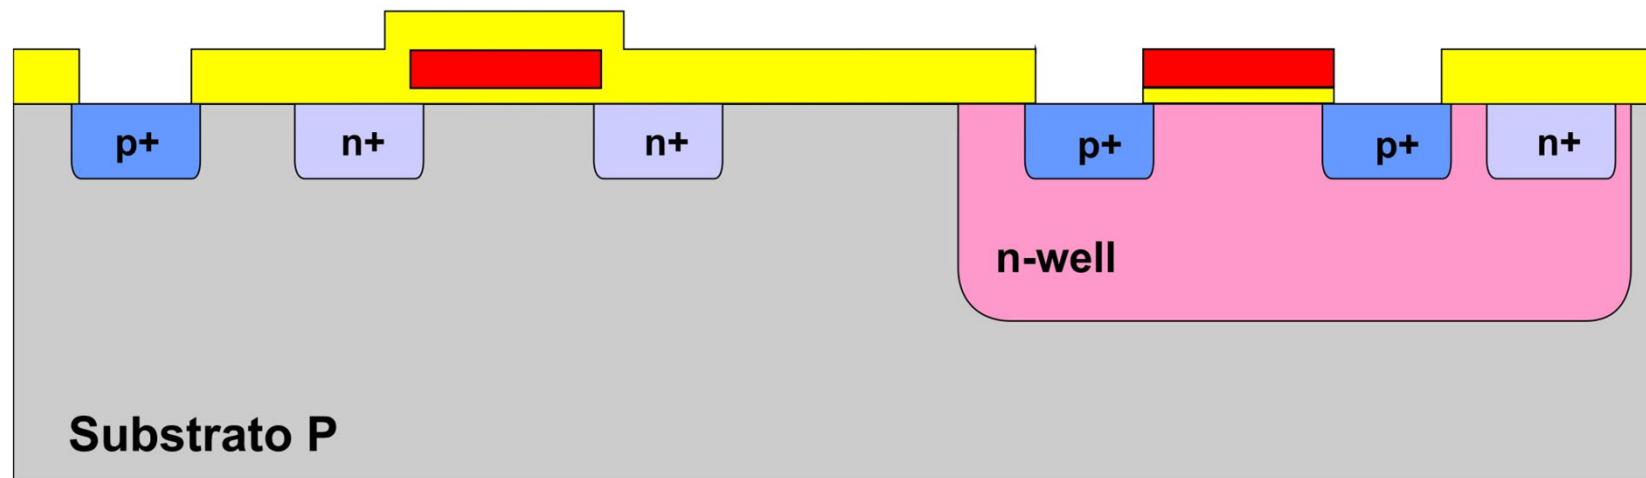 p+
n+
n+
p+
p+
n+
n-well
Substrato P